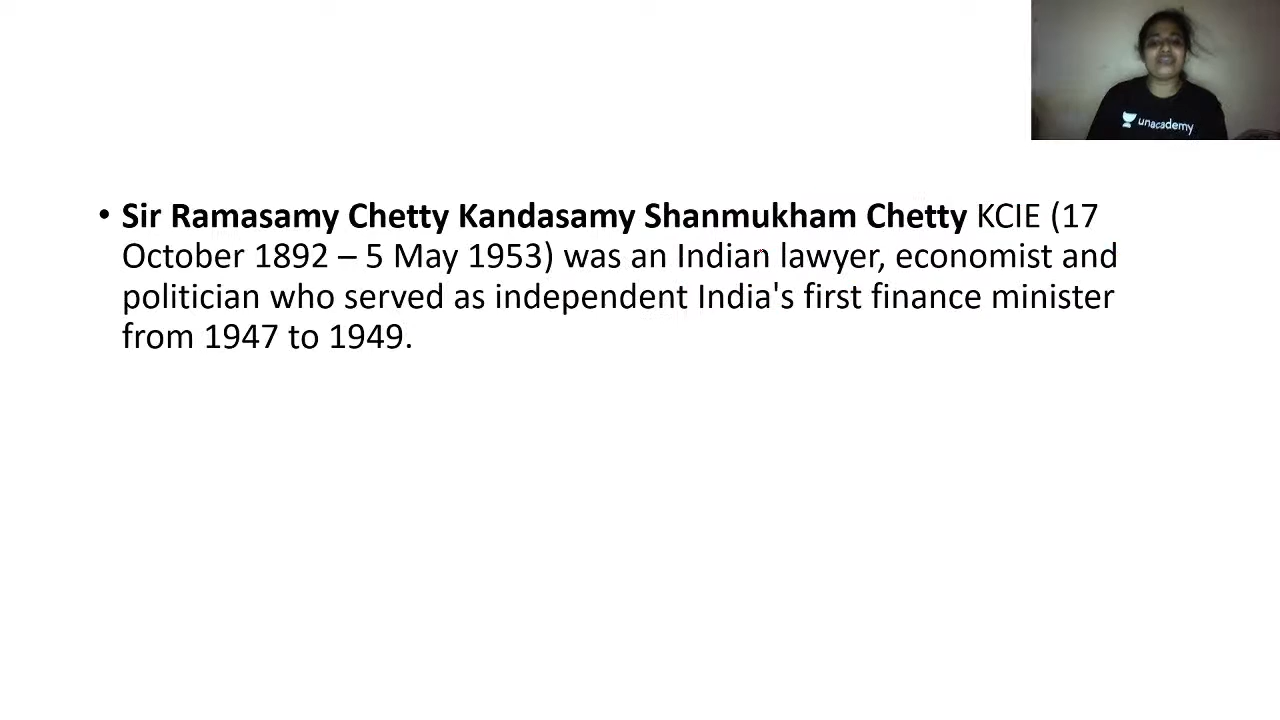 unacademy
• Sir Ramasamy Chetty Kandasamy Shanmukham Chetty KCIE (17
October 1892 – 5 May 1953) was an Indian lawyer, economist and
politician who served as independent India's first finance minister
from 1947 to 1949.